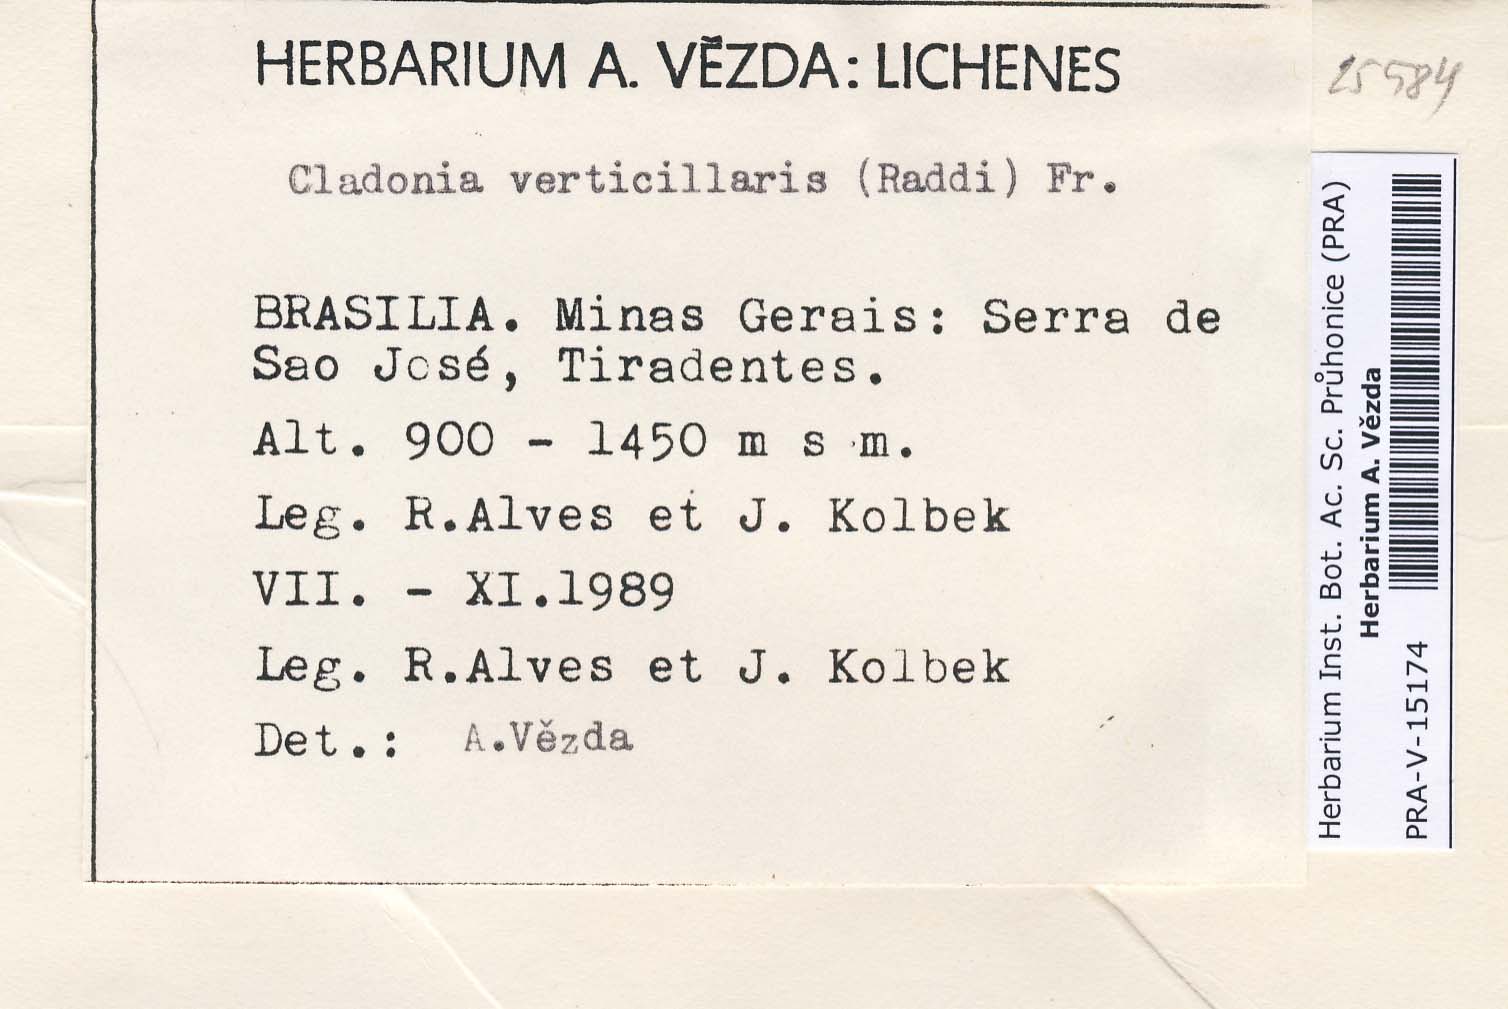 HERBARIUM A. VĚZDA: LICHENES
25584
Cladonia verticillaris (Raddi) Fr.
BRASILIA. Minas Gerais: Serra de
Sao José, Tiradentes.
Alt. 900 - 1450 m s m.
Leg. R.Alves et J. Kolbek
VII. - XI.1989
Leg. R.Alves et J. Kolbek
Det.: A.Vězda
Herbarium Inst. Bot. Ac. Sc. Průhonice (PRA)
Herbarium A. Vězda
PRA-V-15174